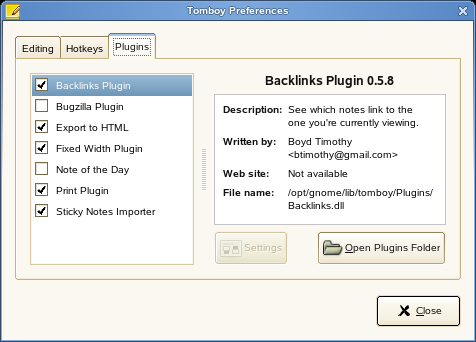 Tomboy Preferences
Editing
Hotkeys
Plugins
Backlinks Plugin
Bugzilla Plugin
Export to HTML
Fixed Width Plugin
Note of the Day
Print Plugin
Sticky Notes Importer
Backlinks Plugin 0.5.8
Description: See which notes link to the
one you're currently viewing.
Written by: Boyd Timothy
<btimothy@gmail.com>
Web site: Not available
File name: /opt/gnome/lib/tomboy/Plugins/
Backlinks.dll
Settings
Open Plugins Folder
Close